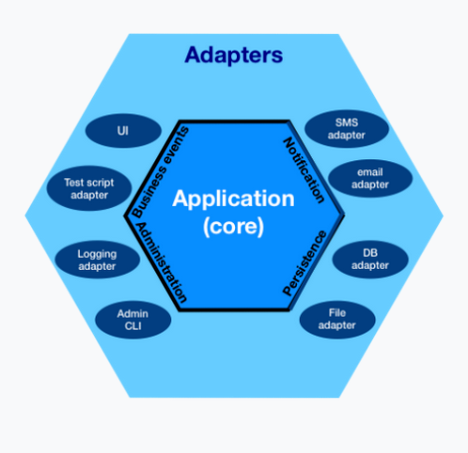 Adapters
UI
Test script
adapter
Logging
adapter
Admin
CLI
Business events
Administration
Application
(core)
Notification
Persistence
SMS
adapter
email
adapter
DB
adapter
File
adapter